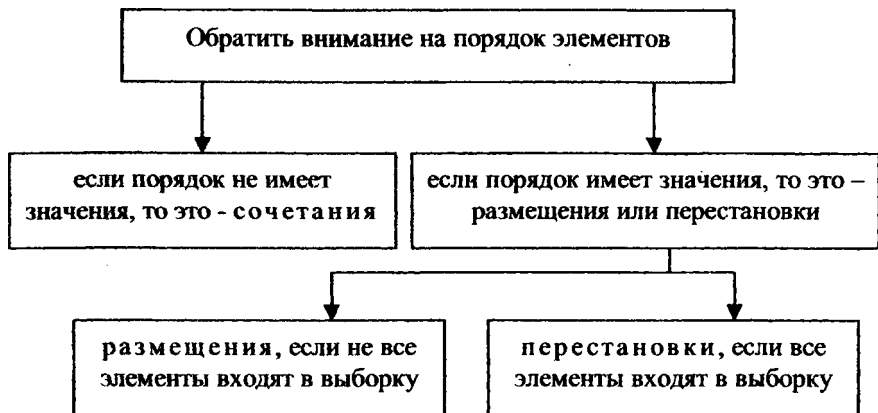 Обратить внимание на порядок элементов
если порядок не имеет
значения, то это - сочетания
если порядок имеет значения, то это –
размещения или перестановки
размещения, если не все
элементы входят в выборку
перестановки, если все
элементы входят в выборку